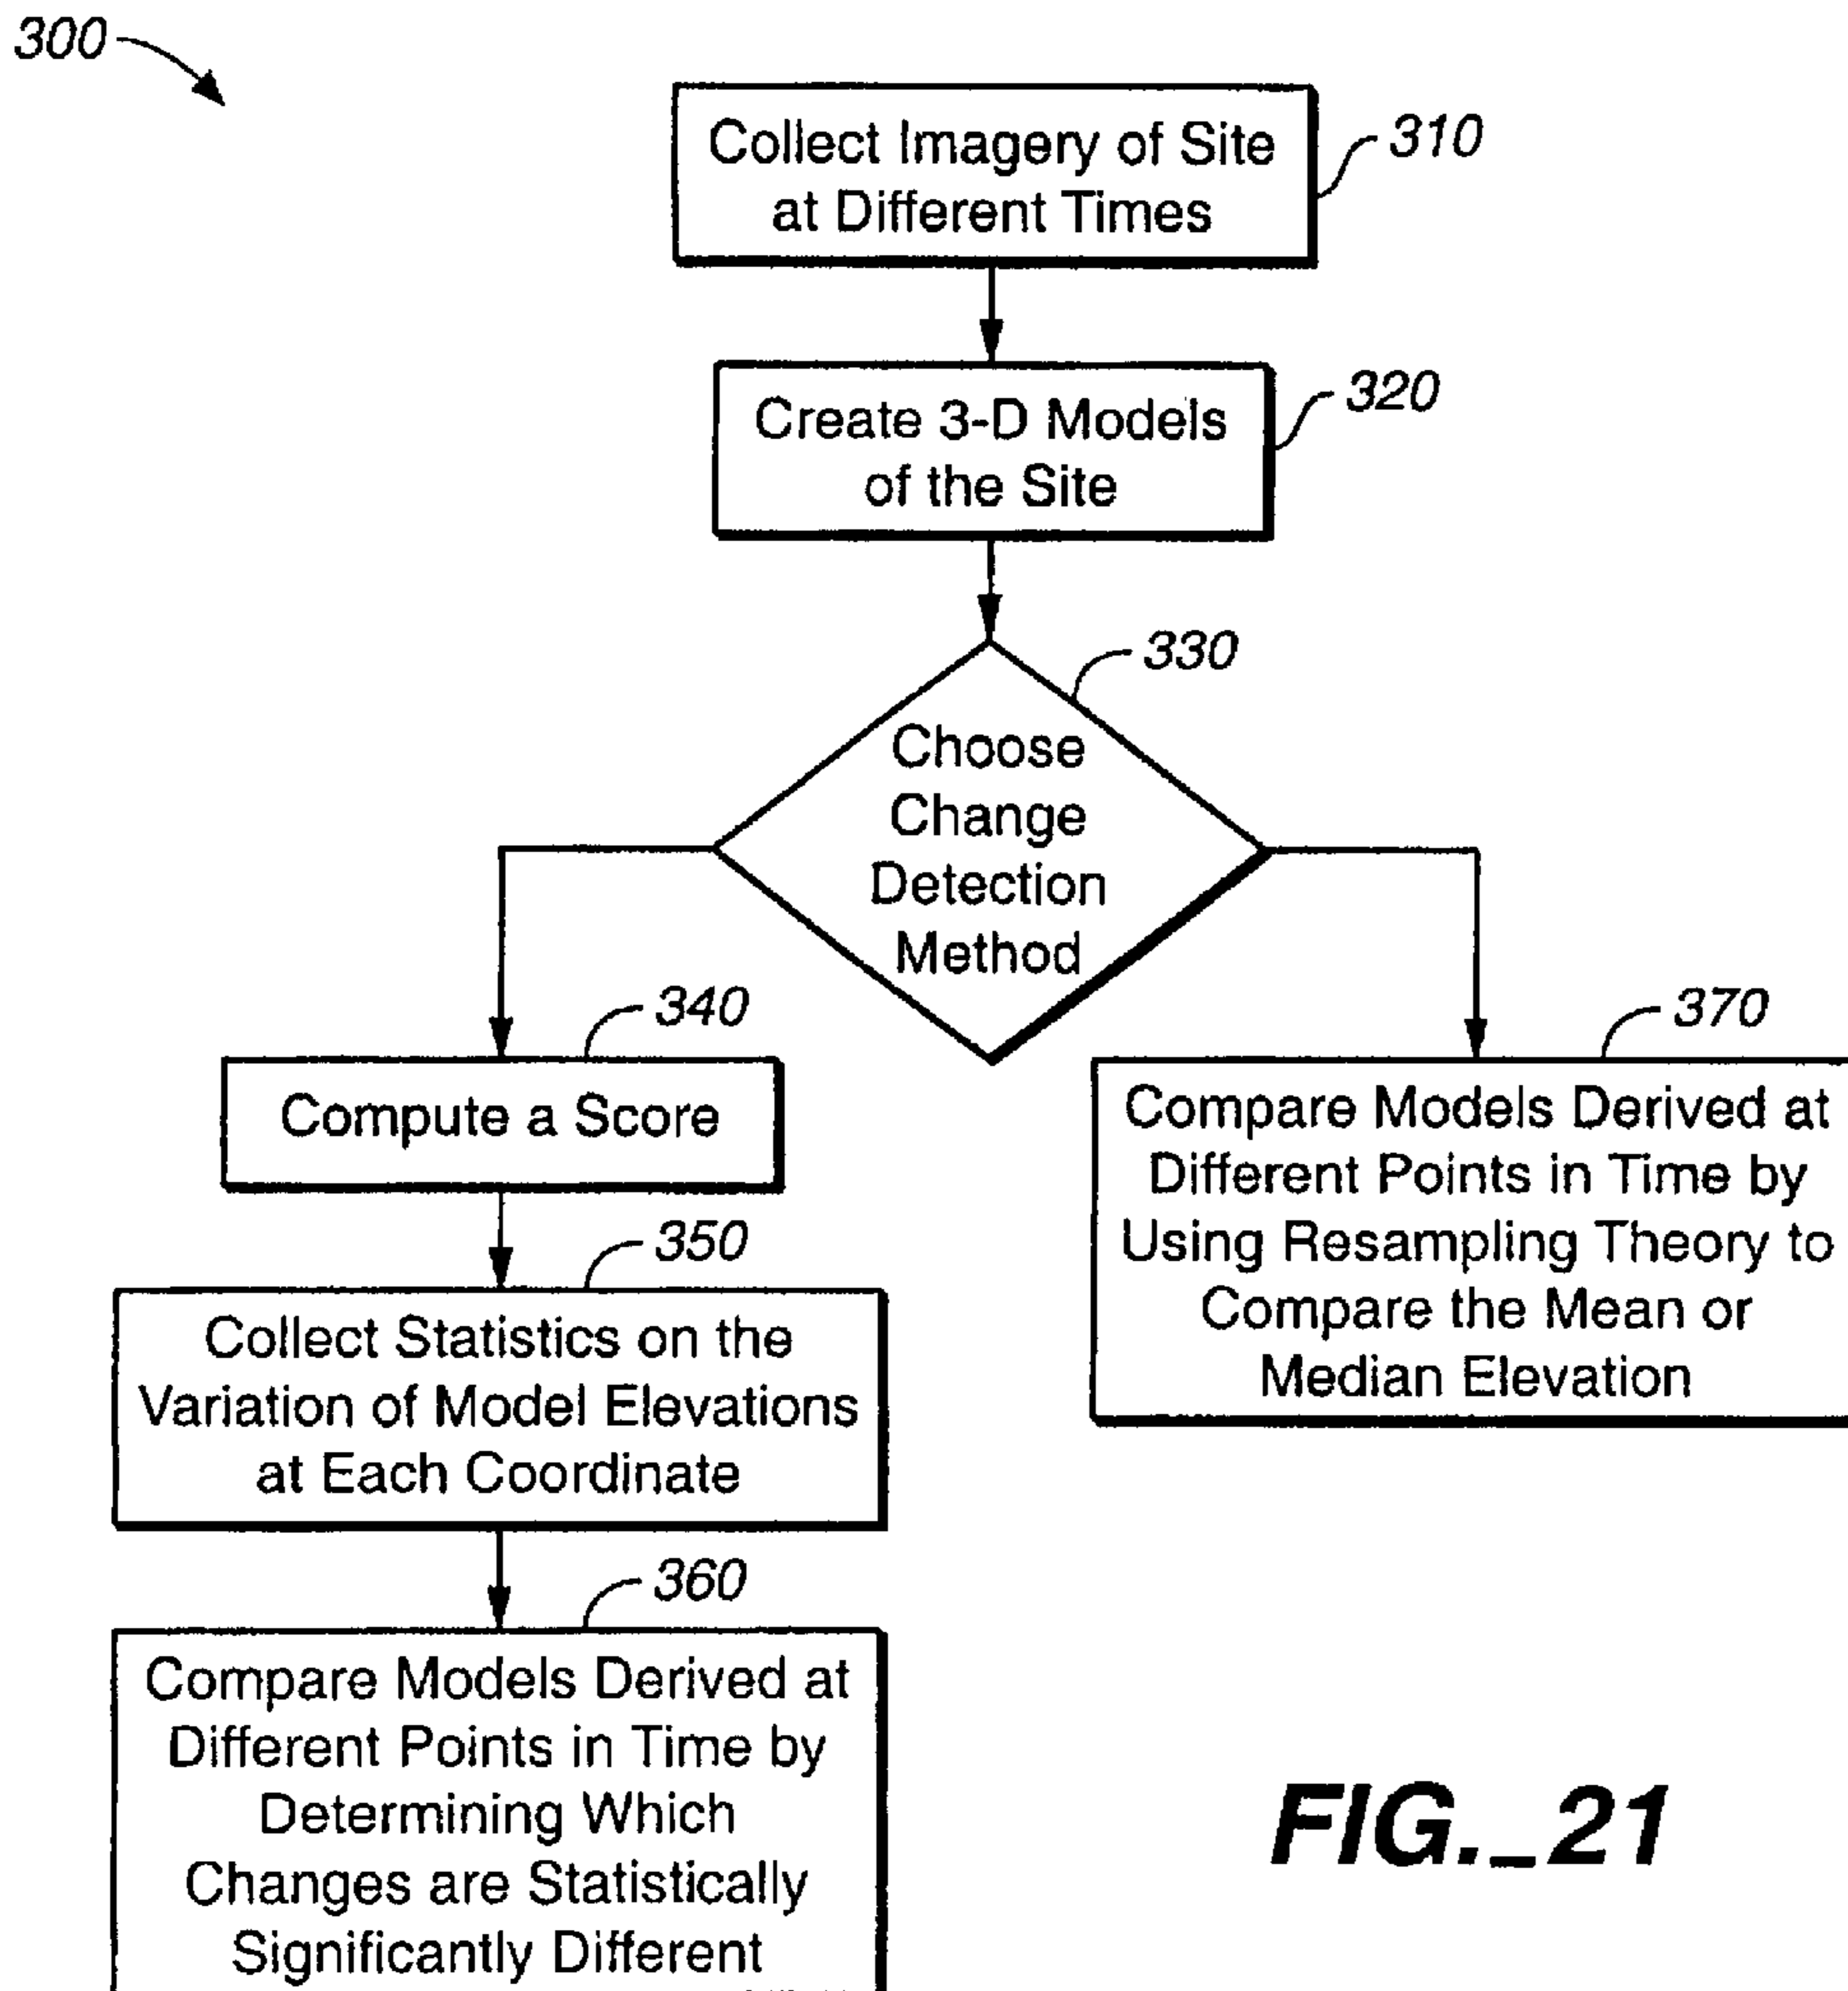 300
Collect Imagery of Site
at Different Times
310
Create 3-D Models
of the Site
320
330
Choose
Change
Detection
Method
340
Compute a Score
350
Collect Statistics on the
Variation of Model Elevations
at Each Coordinate
360
Compare Models Derived at
Different Points in Time by
Determining Which
Changes are Statistically
Significantly Different
370
Compare Models Derived at
Different Points in Time by
Using Resampling Theory to
Compare the Mean or
Median Elevation
FIG._21